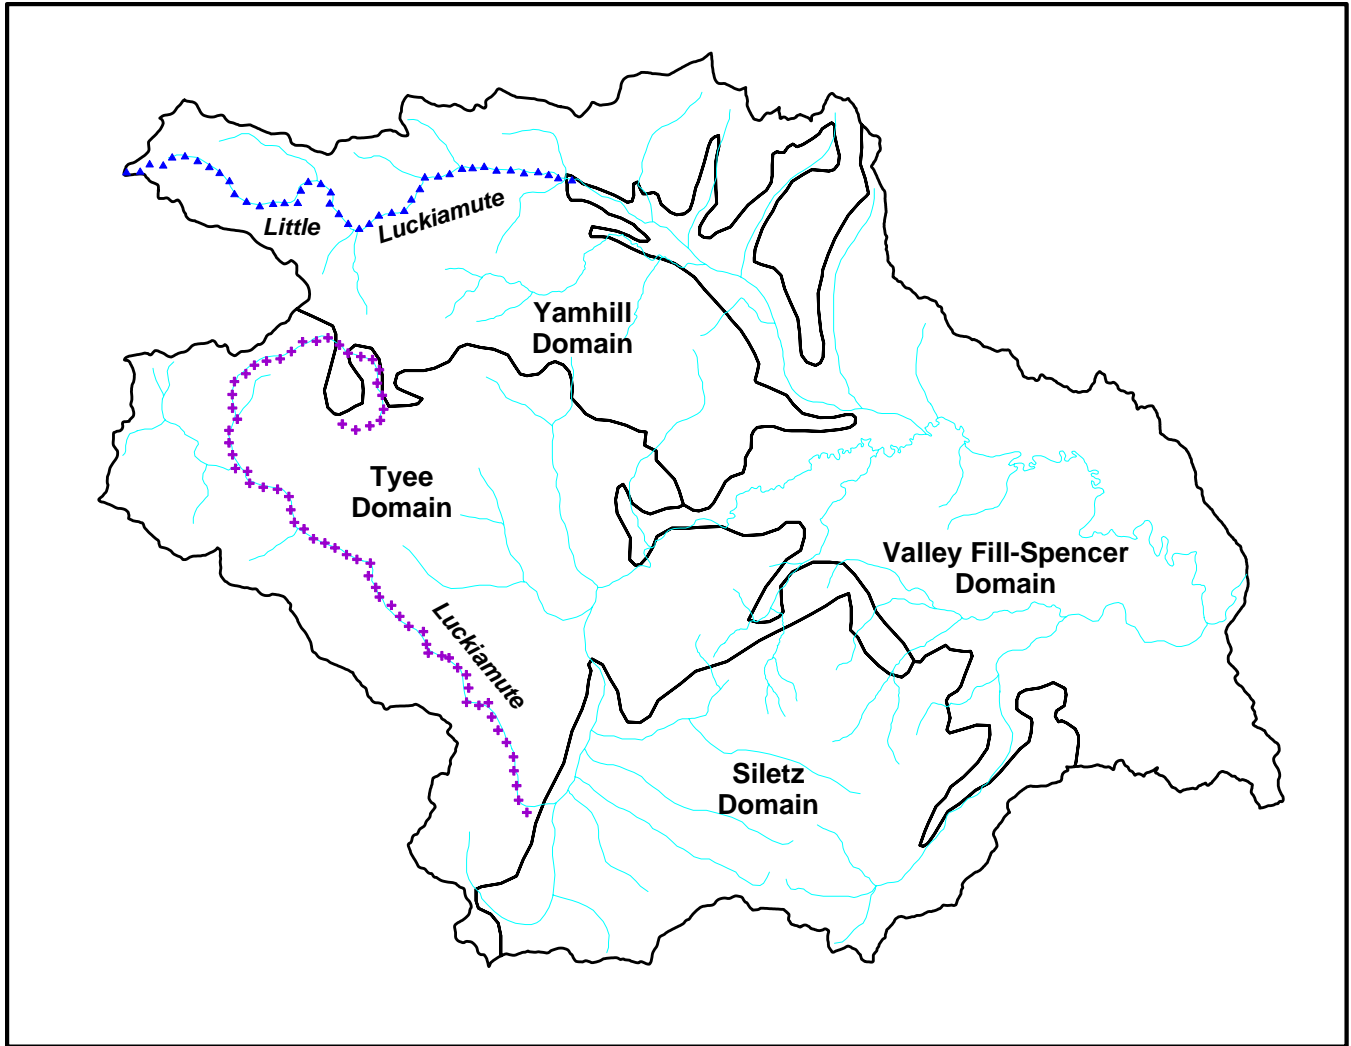 Little
Luckiamute
Yamhill
Domain
Tyee
Domain
Valley Fill-Spencer
Domain
Luckiamute
Siletz
Domain